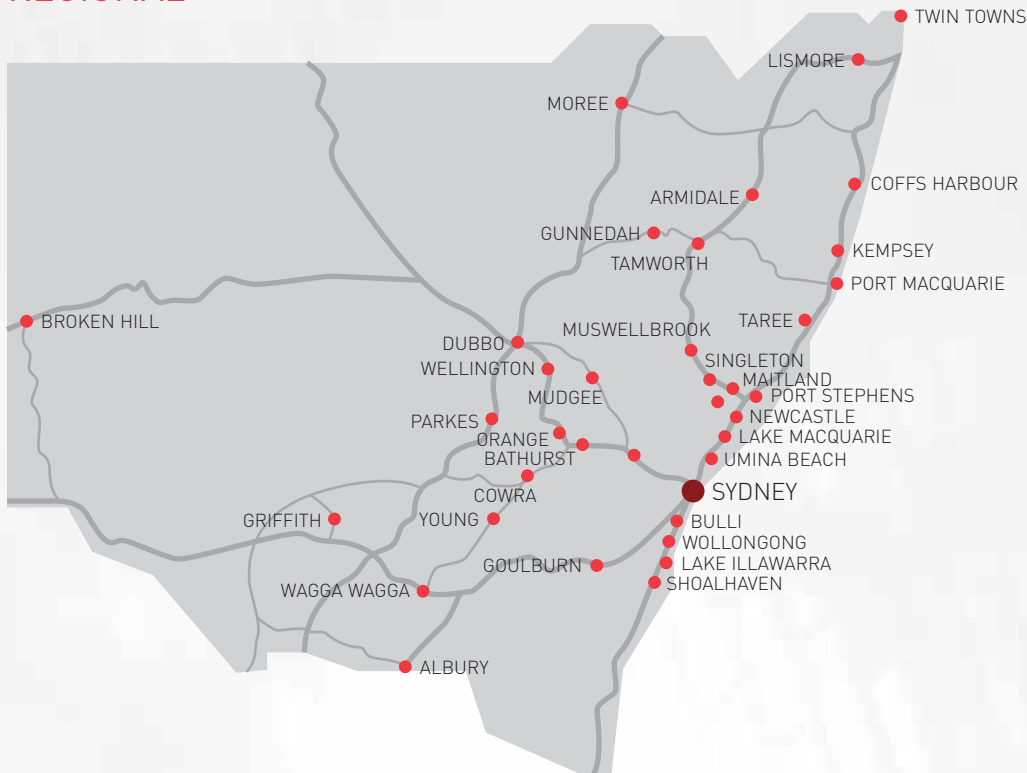 TWIN TOWNS
LISMORE
MOREE
COFFS HARBOUR
ARMIDALE
GUNNEDAH
KEMPSEY
TAMWORTH
PORT MACQUARIE
BROKEN HILL
TAREE
MUSWELLBROOK
DUBBO
SINGLETON
WELLINGTON
MAITLAND
MUDGEE
PORT STEPHENS
NEWCASTLE
PARKES
LAKE MACQUARIE
ORANGE
BATHURST
UMINA BEACH
SYDNEY
COWRA
GRIFFITH
YOUNG
BULLI
WOLLONGONG
LAKE ILLAWARRA
GOULBURN
SHOALHAVEN
WAGGA WAGGA
ALBURY